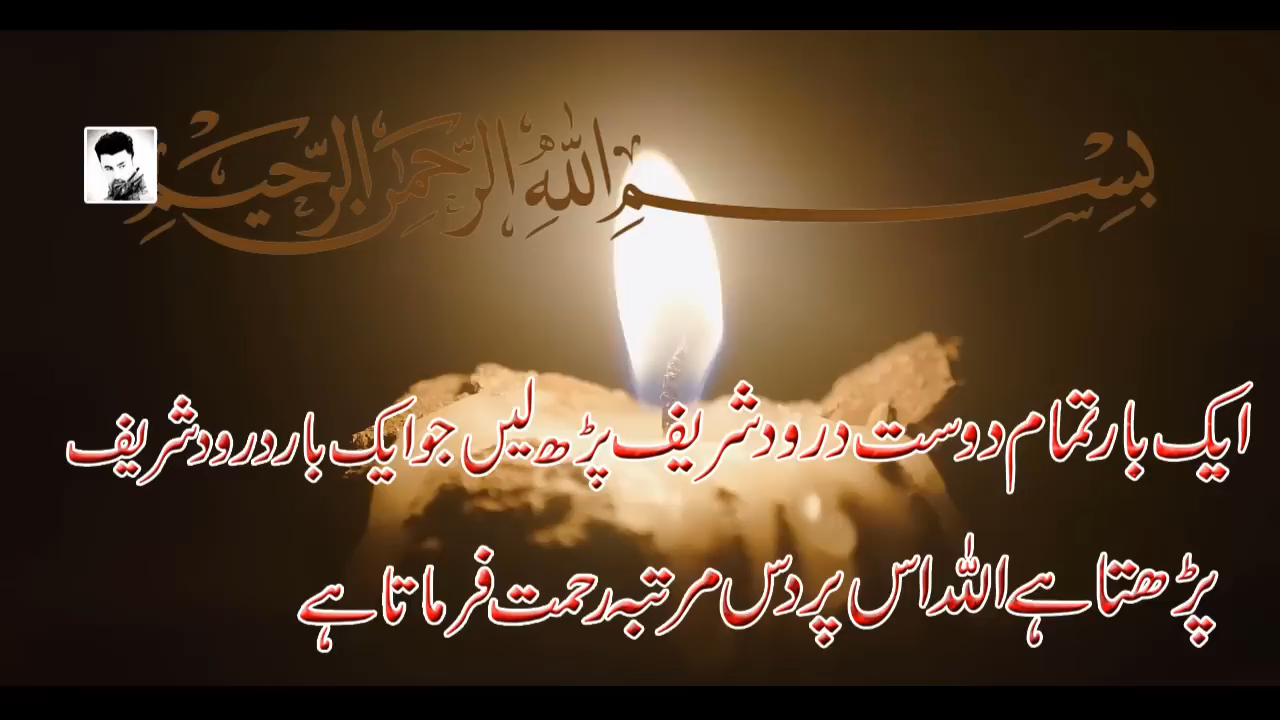 بِسْمِ اللّٰهِ الرَّحْمٰنِ الرَّحِيْمِ
ایک بار تمام دوست درود شریف پڑھ لیں جو ایک بار درود شریف
پڑھتا ہے اللہ اس پر دس مرتبہ رحمت فرماتا ہے